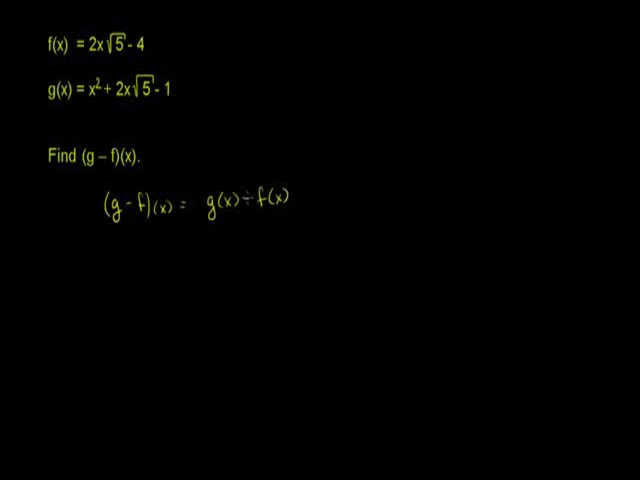 f(x) = 2x√5 - 4
g(x) = x² + 2x√5 - 1
Find (g – f)(x).
(g - f)(x) = g(x) ÷ f(x)